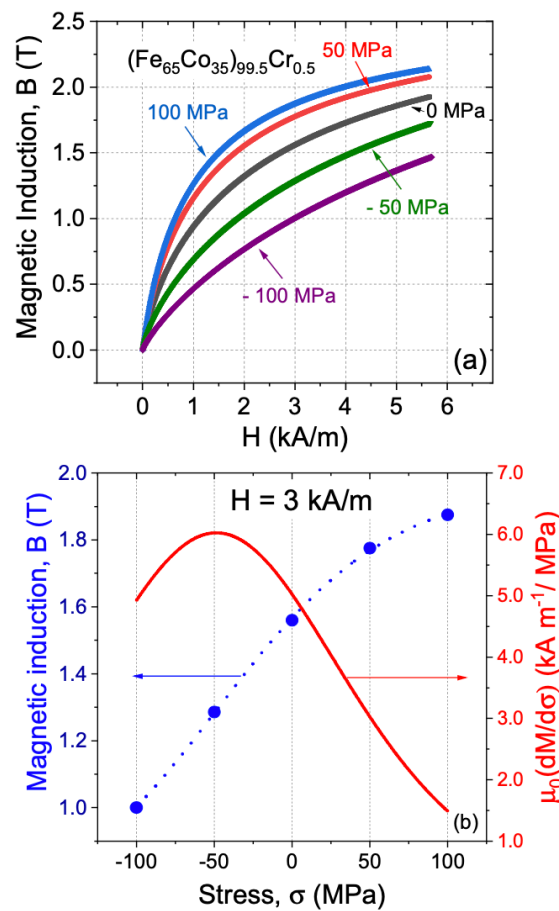 (Fe₆₅Co₃₅)₉₉.₅Cr₀.₅
50 MPa
100 MPa
0 MPa
- 50 MPa
- 100 MPa
2.5
2.0
1.5
1.0
0.5
0.0
Magnetic Induction, B (T)
0 1 2 3 4 5 6
H (kA/m)
(a)
H = 3 kA/m
2.0
1.8
1.6
1.4
1.2
1.0
Magnetic induction, B (T)
7.0
6.0
5.0
4.0
3.0
2.0
1.0
μ₀(dM/dσ) (kA m⁻¹/ MPa)
(b)
-100 -50 0 50 100
Stress, σ (MPa)